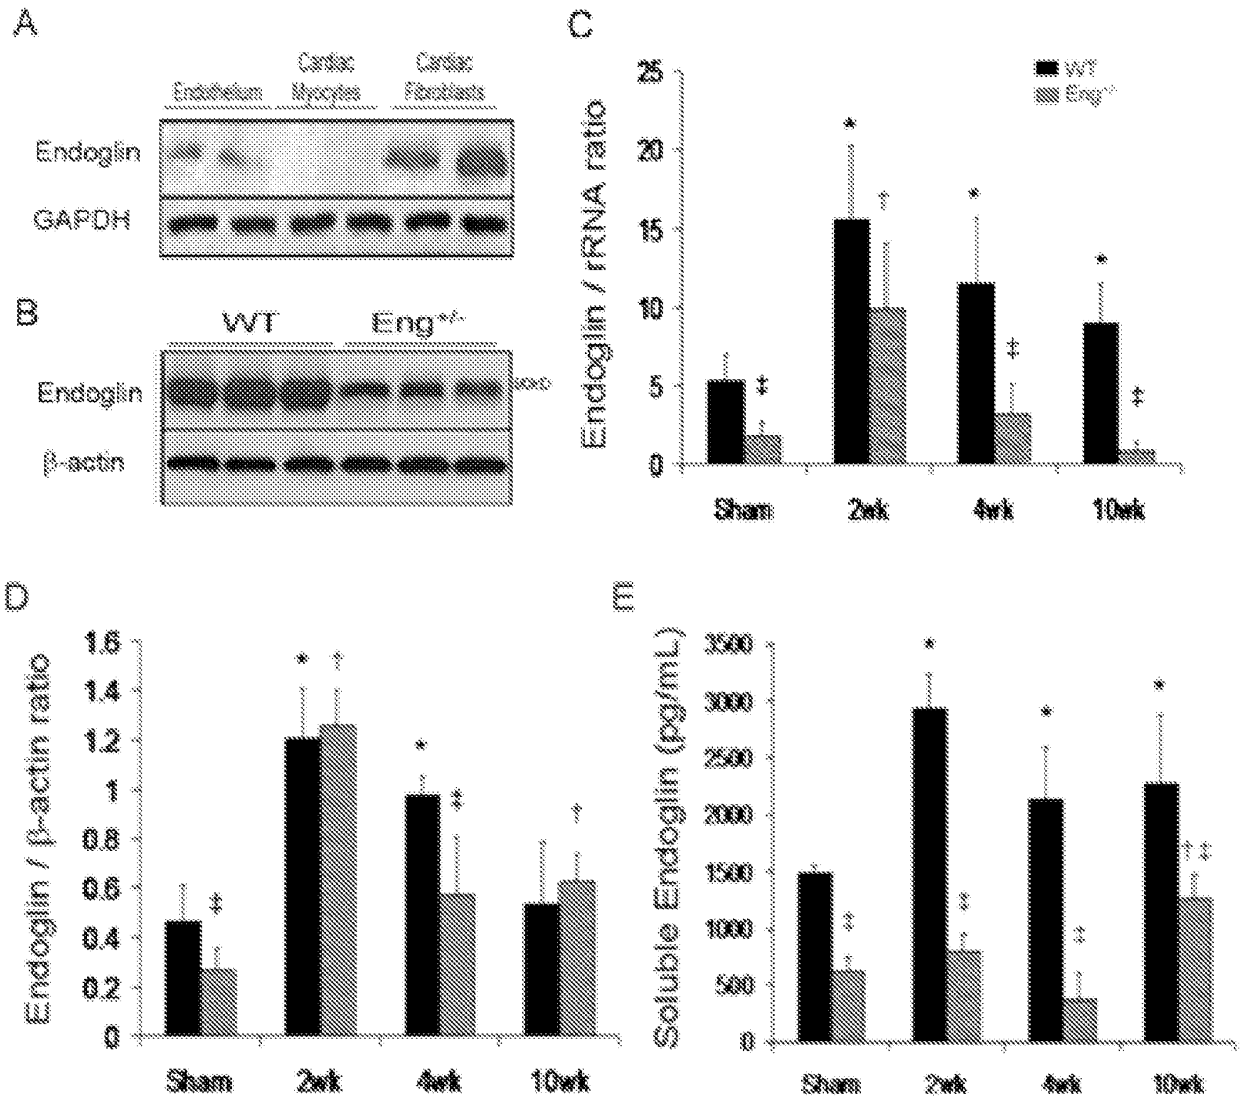 A
Endothelium
Cardiac
Myocytes
Cardiac
Fibroblasts
Endoglin
GAPDH
B
WT
Eng+/-
Endoglin
β-actin
C
Endoglin / rRNA ratio
25
20
15
10
5
0
WT
Eng+/-
*
†
*
*
‡
‡
‡
Sham
2wk
4wk
10wk
D
Endoglin / β-actin ratio
1.6
1.4
1.2
1
0.8
0.6
0.4
0.2
0
*
†
*
‡
†
‡
Sham
2wk
4wk
10wk
E
Soluble Endoglin (pg/mL)
3500
3000
2500
2000
1500
1000
500
0
*
*
*
† ‡
‡
‡
‡
Sham
2wk
4wk
10wk